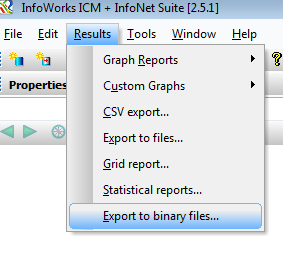 InfoWorks ICM + InfoNet Suite [2.5.1]
File Edit Results Tools Window Help
Graph Reports
Properties
Custom Graphs
CSV export...
Export to files...
Grid report...
Statistical reports...
Export to binary files...